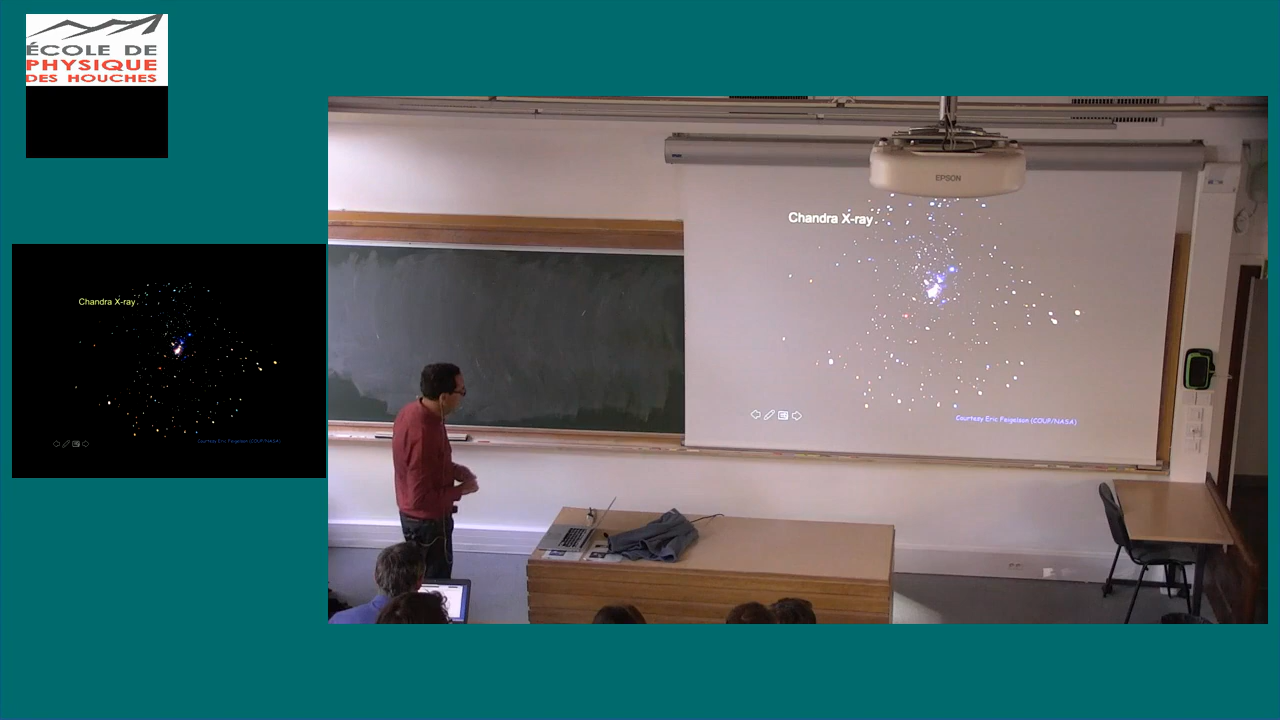 ÉCOLE DE
PHYSIQUE
DES HOUCHES
EPSON
Chandra X-ray
Courtesy Eric Feigelson (COUP/NASA)
Chandra X-ray
Courtesy Eric Feigelson (COUP/NASA)